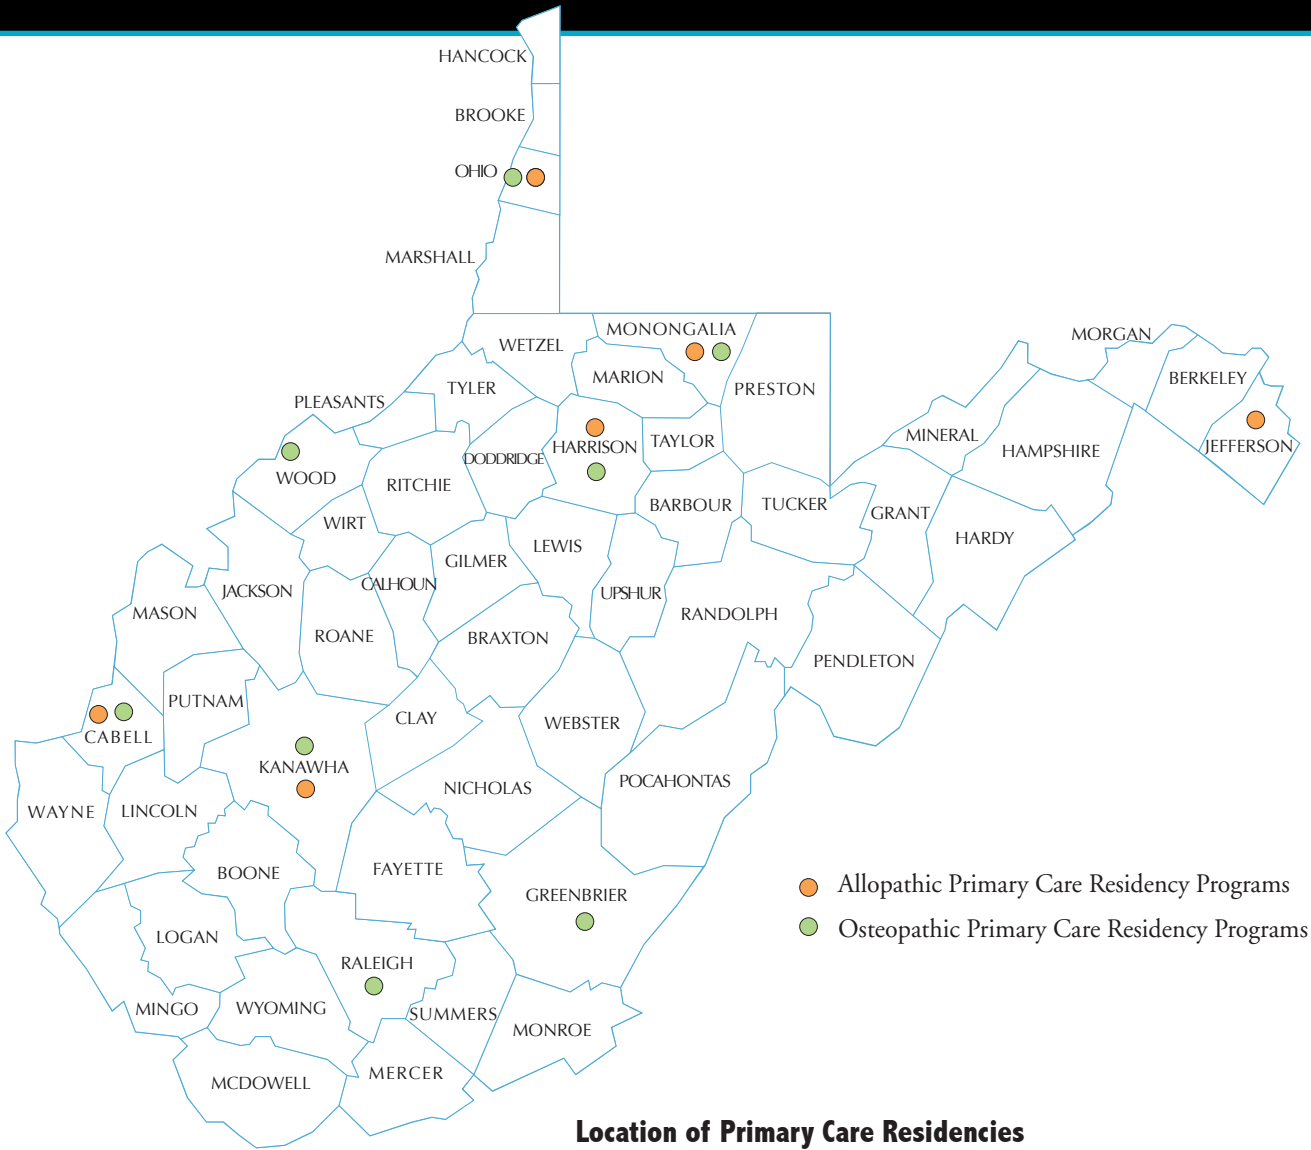 HANCOCK
BROOKE
OHIO
MARSHALL
WETZEL
MONONGALIA
MORGAN
MARION
TYLER
PRESTON
BERKELEY
PLEASANTS
MINERAL
HAMPSHIRE
JEFFERSON
HARRISON
TAYLOR
DODDRIDGE
WOOD
RITCHIE
BARBOUR
TUCKER
GRANT
WIRT
HARDY
LEWIS
GILMER
CALHOUN
JACKSON
UPSHUR
MASON
RANDOLPH
ROANE
BRAXTON
PENDLETON
PUTNAM
CLAY
WEBSTER
CABELL
KANAWHA
POCAHONTAS
NICHOLAS
WAYNE
LINCOLN
BOONE
FAYETTE
GREENBRIER
LOGAN
RALEIGH
MINGO
WYOMING
SUMMERS
MONROE
MCDOWELL
MERCER
Allopathic Primary Care Residency Programs
Osteopathic Primary Care Residency Programs
Location of Primary Care Residencies